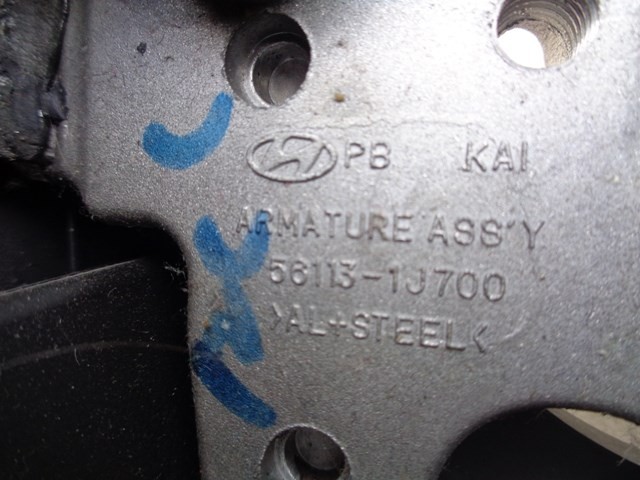 PB KAI
ARMATURE ASS'Y
56113-1J700
>AL+STEEL<